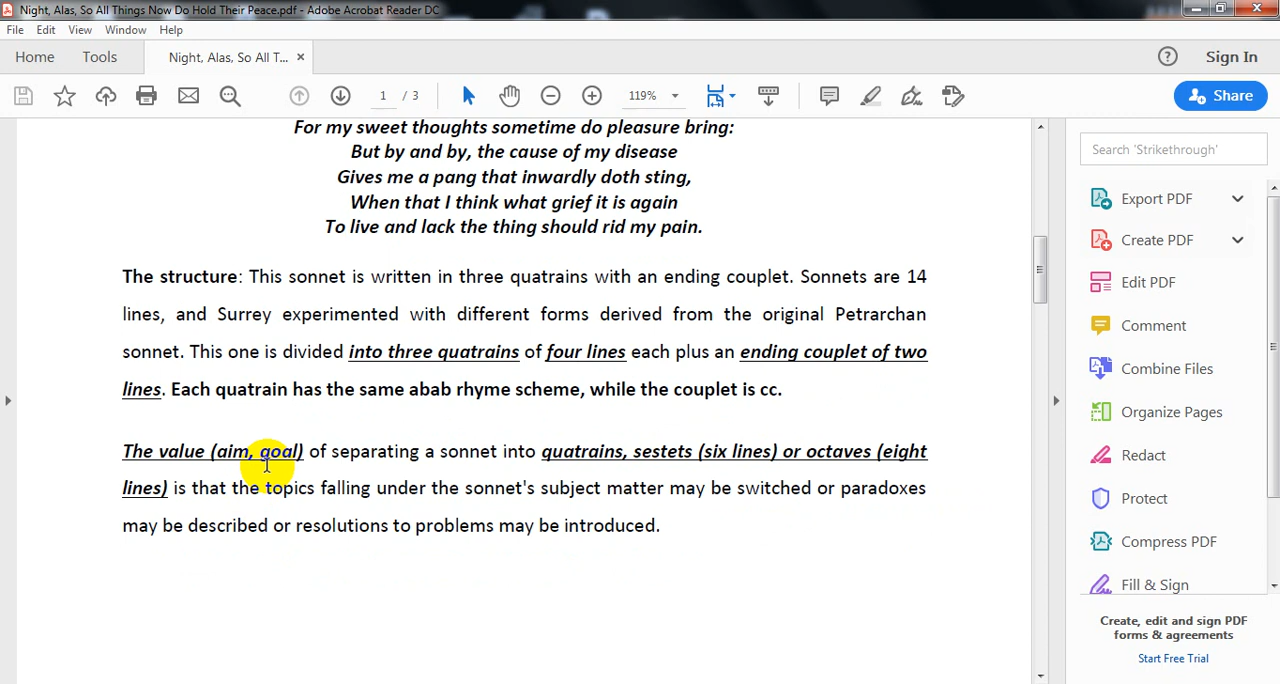 Night, Alas, So All Things Now Do Hold Their Peace.pdf - Adobe Acrobat Reader DC
File Edit View Window Help
Home Tools Night, Alas, So All T... × ? Sign In
1 / 3 119% Share
For my sweet thoughts sometime do pleasure bring:
But by and by, the cause of my disease
Gives me a pang that inwardly doth sting,
When that I think what grief it is again
To live and lack the thing should rid my pain.
The structure: This sonnet is written in three quatrains with an ending couplet. Sonnets are 14
lines, and Surrey experimented with different forms derived from the original Petrarchan
sonnet. This one is divided into three quatrains of four lines each plus an ending couplet of two
lines. Each quatrain has the same abab rhyme scheme, while the couplet is cc.
The value (aim, goal) of separating a sonnet into quatrains, sestets (six lines) or octaves (eight
lines) is that the topics falling under the sonnet's subject matter may be switched or paradoxes
may be described or resolutions to problems may be introduced.
Search 'Strikethrough'
Export PDF
Create PDF
Edit PDF
Comment
Combine Files
Organize Pages
Redact
Protect
Compress PDF
Fill & Sign
Create, edit and sign PDF
forms & agreements
Start Free Trial